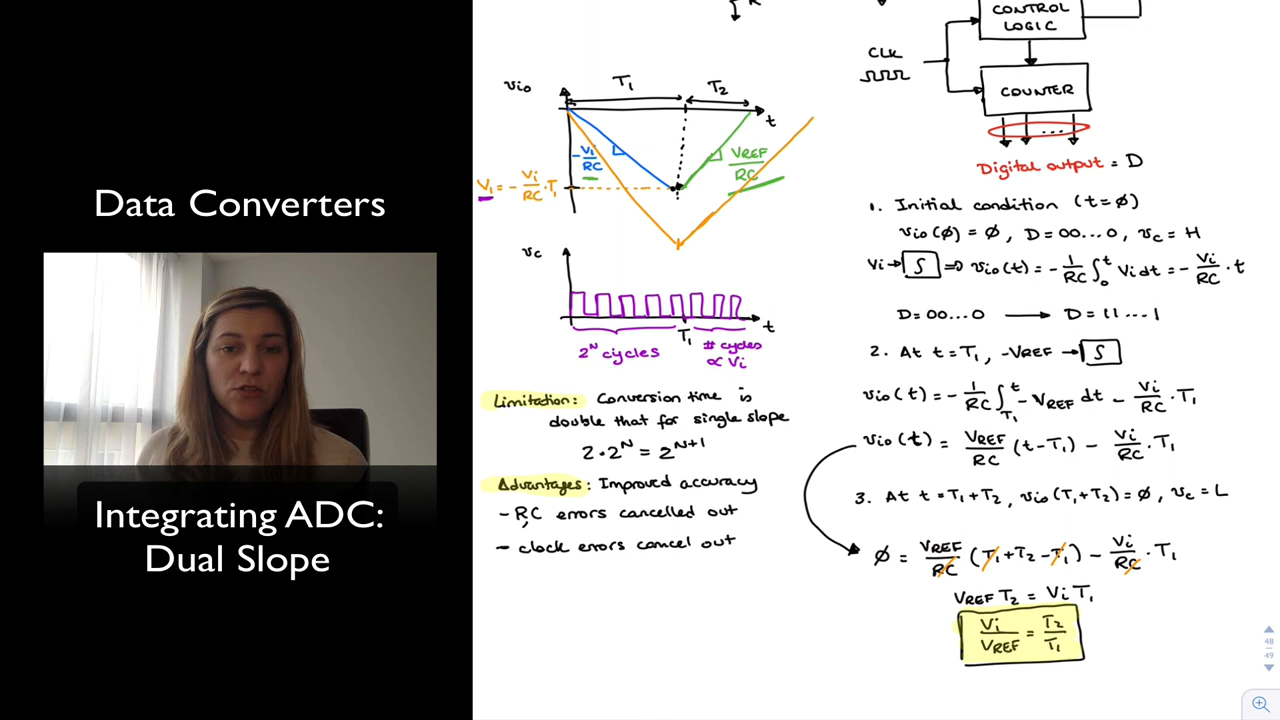 Data Converters
Integrating ADC:
Dual Slope
CONTROL
LOGIC
CLK
COUNTER
...
Digital output = D
vio
T1
T2
t
-Vi/RC
VREF/RC
V1 = - Vi/RC · T1
vc
T1
t
2^N cycles
# cycles
∝ Vi
Limitation: Conversion time is
double that for single slope
2 · 2^N = 2^N+1
Advantages: Improved accuracy
- R,C errors cancelled out
- clock errors cancel out
1. Initial condition (t=ø)
vio(ø) = ø, D=00...0, vc = H
Vi → ∫ ⇒ vio(t) = - 1/RC ∫0^t Vi dt = - Vi/RC · t
D=00...0 → D=11...1
2. At t=T1, -VREF → ∫
vio(t) = - 1/RC ∫T1^t -VREF dt - Vi/RC · T1
vio(t) = VREF/RC (t-T1) - Vi/RC · T1
3. At t=T1+T2, vio(T1+T2)=ø, vc=L
ø = VREF/RC (T1+T2-T1) - Vi/RC · T1
VREF T2 = Vi T1
Vi/VREF = T2/T1
48
49